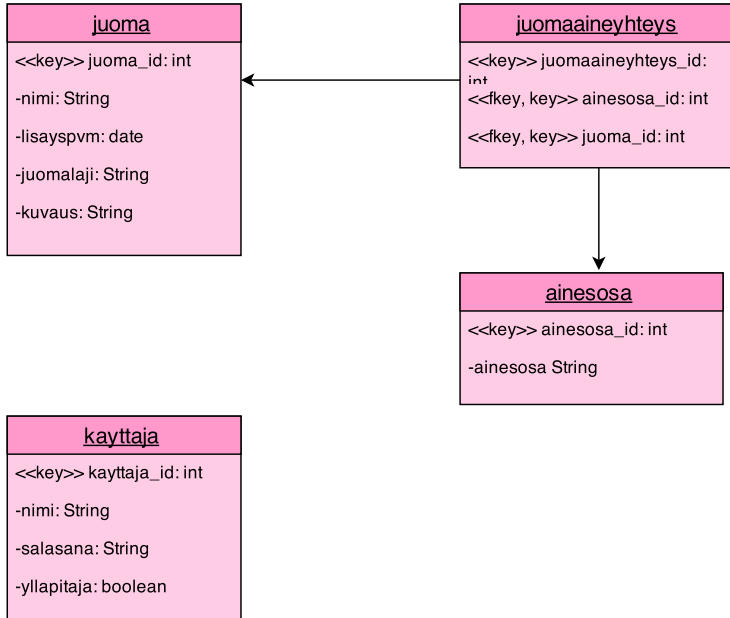 juoma
<<key>> juoma_id: int
-nimi: String
-lisayspvm: date
-juomalaji: String
-kuvaus: String
juomaaineyhteys
<<key>> juomaaineyhteys_id:
int
<<fkey, key>> ainesosa_id: int
<<fkey, key>> juoma_id: int
ainesosa
<<key>> ainesosa_id: int
-ainesosa String
kayttaja
<<key>> kayttaja_id: int
-nimi: String
-salasana: String
-yllapitaja: boolean